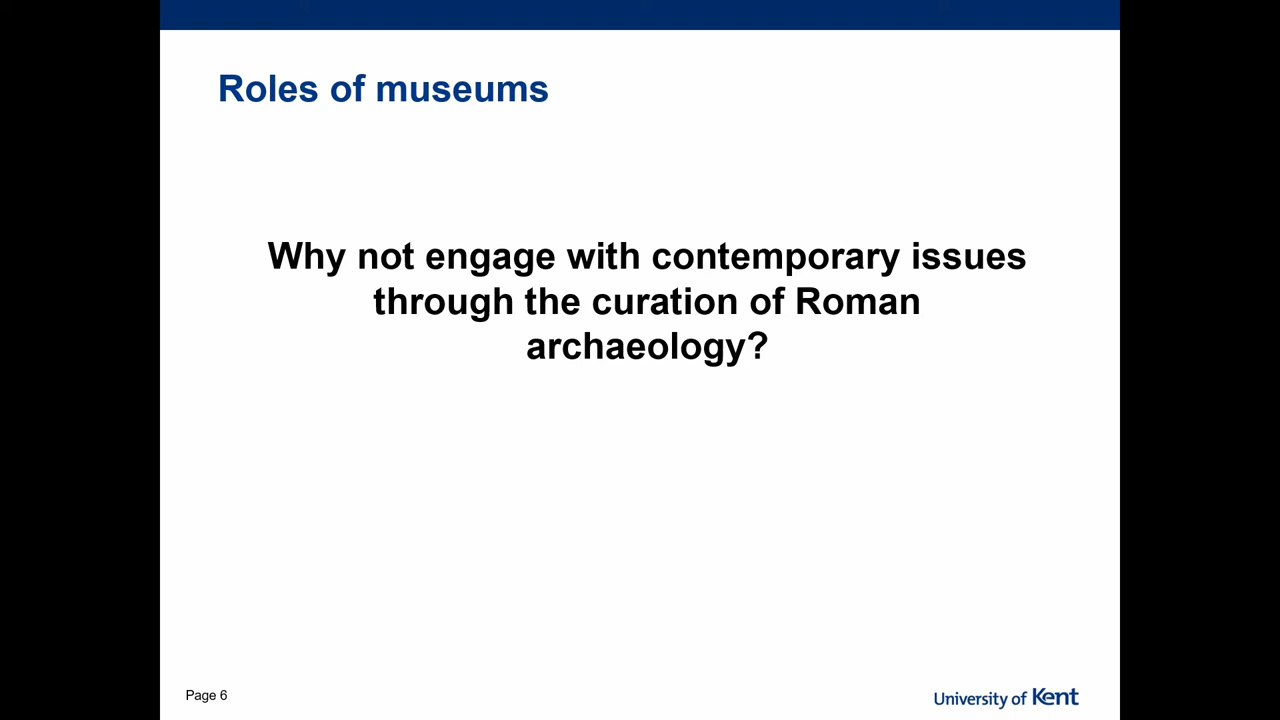 Roles of museums
Why not engage with contemporary issues
through the curation of Roman
archaeology?
Page 6
University of Kent